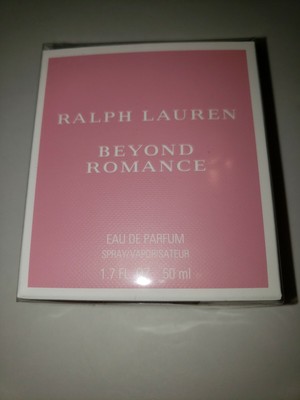 RALPH LAUREN
BEYOND
ROMANCE
EAU DE PARFUM
SPRAY/VAPORISATEUR
1.7 FL. 50 ml